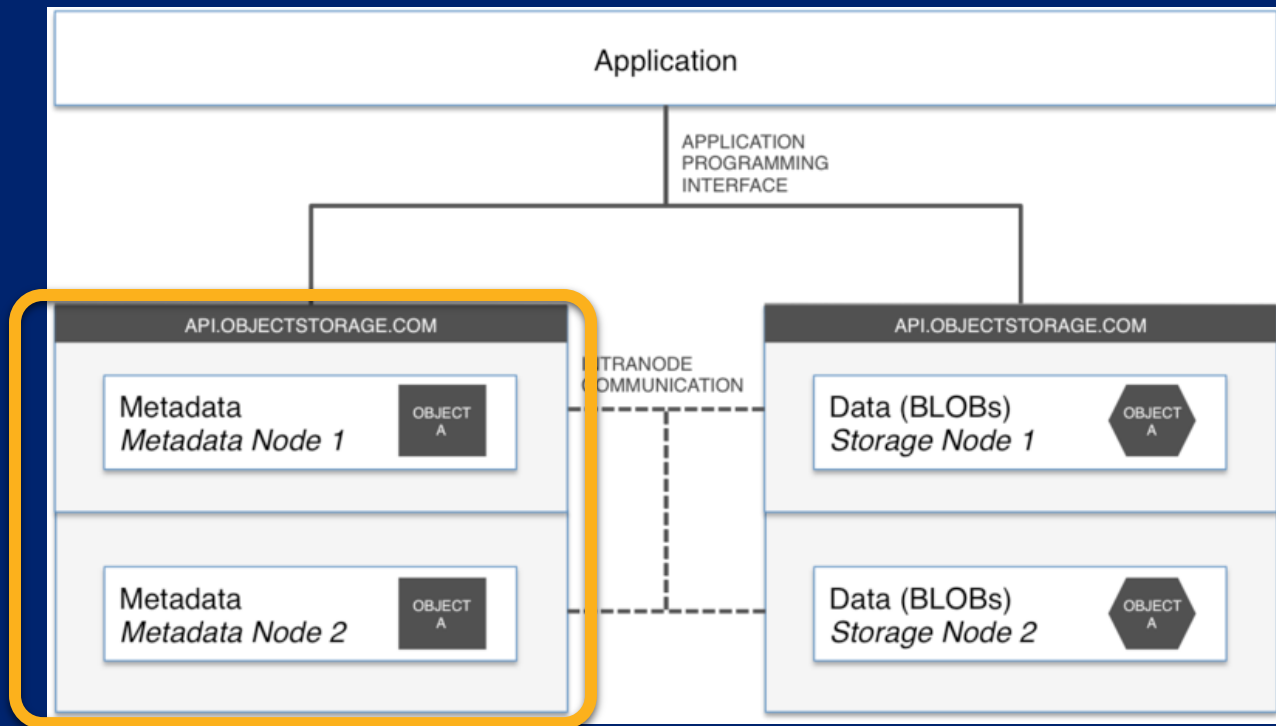 Application
APPLICATION
PROGRAMMING
INTERFACE
API.OBJECTSTORAGE.COM
Metadata
Metadata Node 1
OBJECT
A
Metadata
Metadata Node 2
OBJECT
A
INTRANODE
COMMUNICATION
API.OBJECTSTORAGE.COM
Data (BLOBs)
Storage Node 1
OBJECT
A
Data (BLOBs)
Storage Node 2
OBJECT
A